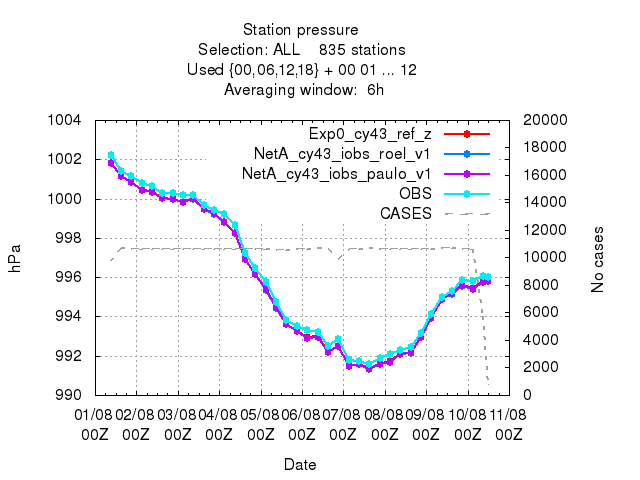 Station pressure
Selection: ALL    835 stations
Used {00,06,12,18} + 00 01 ... 12
Averaging window:  6h
1004
1002
1000
998
996
994
992
990
hPa
Exp0_cy43_ref_z
NetA_cy43_iobs_roel_v1
NetA_cy43_iobs_paulo_v1
OBS
CASES
20000
18000
16000
14000
12000
10000
8000
6000
4000
2000
0
No cases
01/08 02/08 03/08 04/08 05/08 06/08 07/08 08/08 09/08 10/08 11/08
00Z 00Z 00Z 00Z 00Z 00Z 00Z 00Z 00Z 00Z 00Z
Date